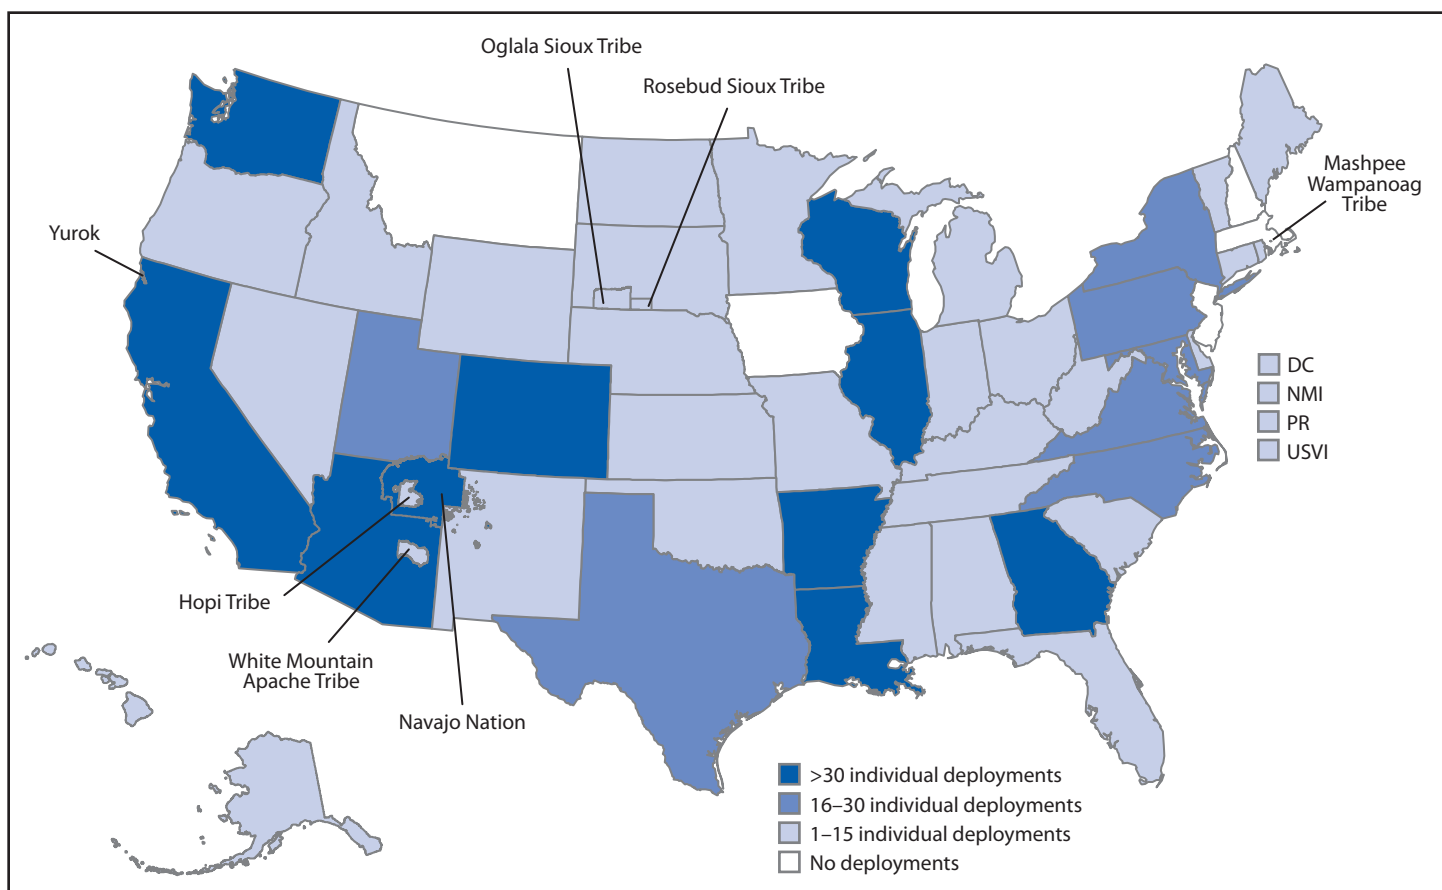 Oglala Sioux Tribe
Rosebud Sioux Tribe
Mashpee
Wampanoag
Tribe
Yurok
DC
NMI
PR
USVI
Hopi Tribe
White Mountain
Apache Tribe
Navajo Nation
>30 individual deployments
16–30 individual deployments
1–15 individual deployments
No deployments